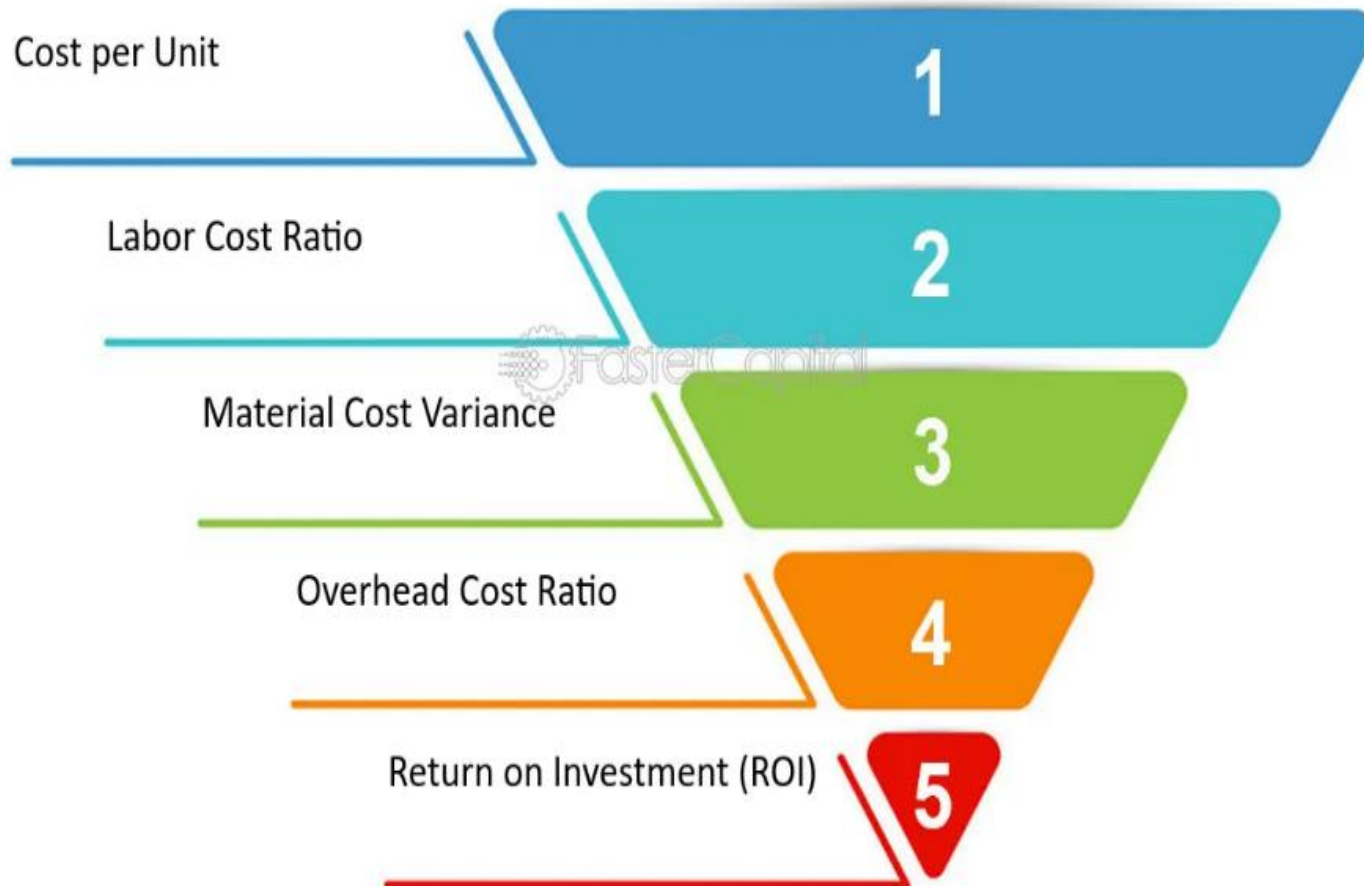 Cost per Unit
1
Labor Cost Ratio
2
FasterCapital
Material Cost Variance
3
Overhead Cost Ratio
4
Return on Investment (ROI)
5